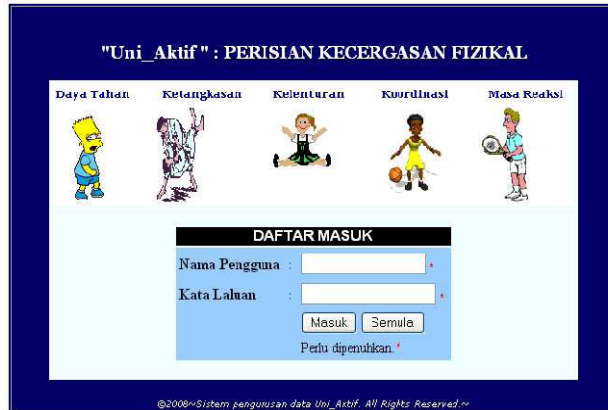 "Uni_Aktif " : PERISIAN KECERGASAN FIZIKAL
Daya Tahan Ketangkasan Kelenturan Koordinasi Masa Reaksi
DAFTAR MASUK
Nama Pengguna : *
Kata Laluan : *
Masuk Semula
Perlu dipenuhkan.*
@2008~Sistem pengurusan data Uni_Aktif. All Rights Reserved.~